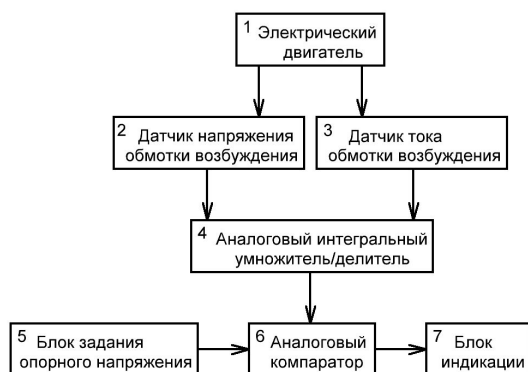 1 Электрический
двигатель
2 Датчик напряжения
обмотки возбуждения
3 Датчик тока
обмотки возбуждения
4 Аналоговый интегральный
умножитель/делитель
5 Блок задания
опорного напряжения
6 Аналоговый
компаратор
7 Блок
индикации